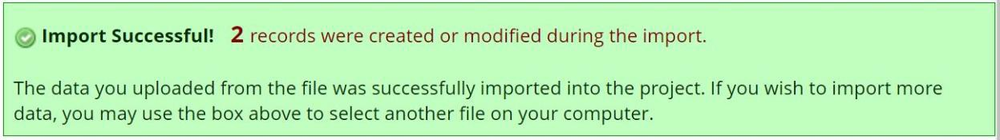 Import Successful! 2 records were created or modified during the import.
The data you uploaded from the file was successfully imported into the project. If you wish to import more
data, you may use the box above to select another file on your computer.